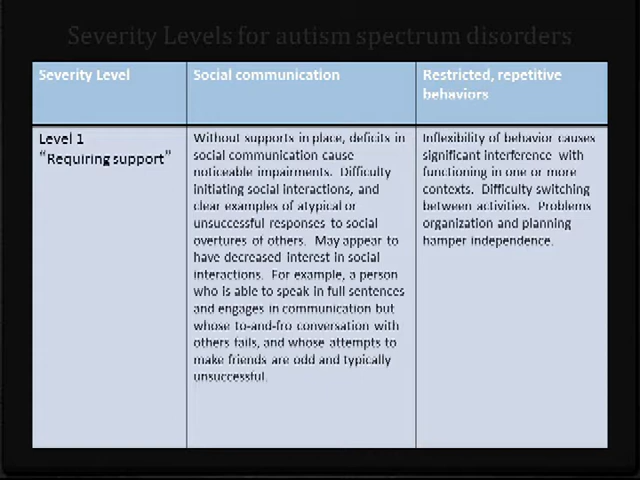 Severity Levels for autism spectrum disorders
Severity Level
Social communication
Restricted, repetitive
behaviors
Level 1
“Requiring support”
Without supports in place, deficits in
social communication cause
noticeable impairments. Difficulty
initiating social interactions, and
clear examples of atypical or
unsuccessful responses to social
overtures of others. May appear to
have decreased interest in social
interactions. For example, a person
who is able to speak in full sentences
and engages in communication but
whose to-and-fro conversation with
others fails, and whose attempts to
make friends are odd and typically
unsuccessful.
Inflexibility of behavior causes
significant interference with
functioning in one or more
contexts. Difficulty switching
between activities. Problems
organization and planning
hamper independence.